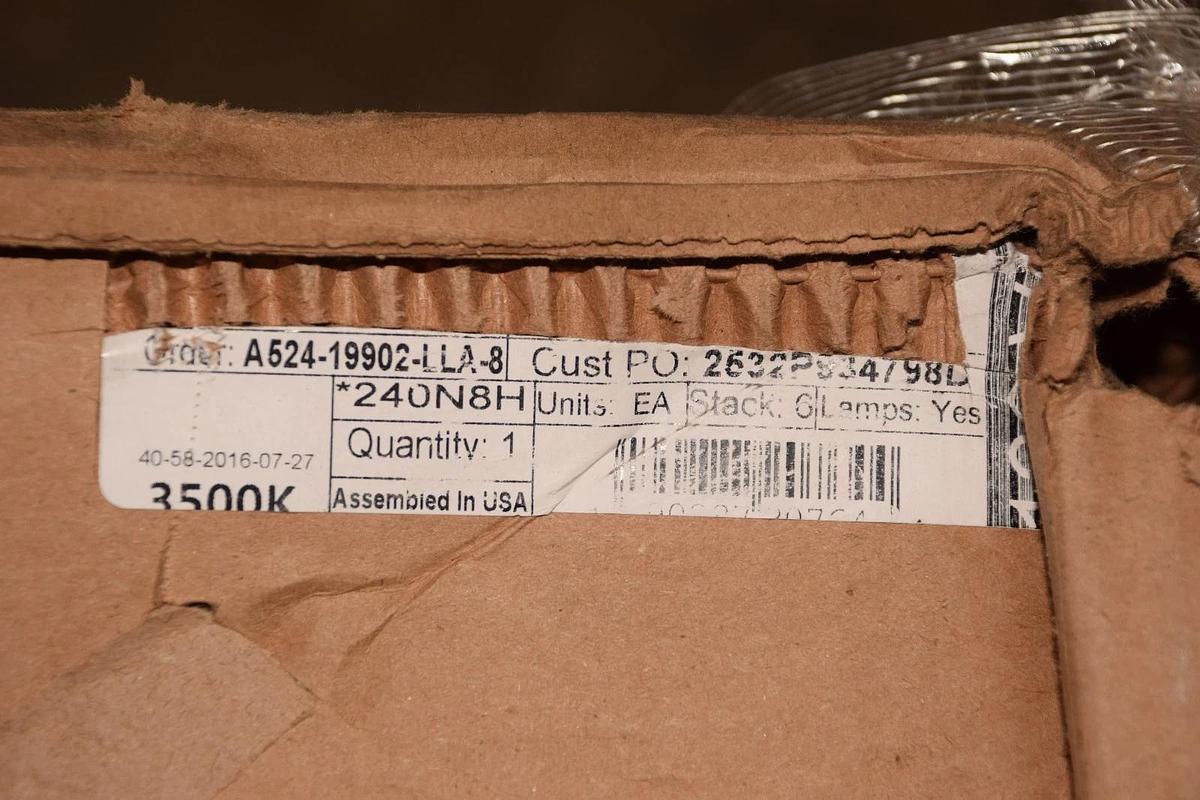 Order: A524-19902-LLA-8 Cust PO: 2632P934798D
*240N8H Units: EA Stack: 6 Lamps: Yes
Quantity: 1
40-58-2016-07-27
3500K Assembled In USA